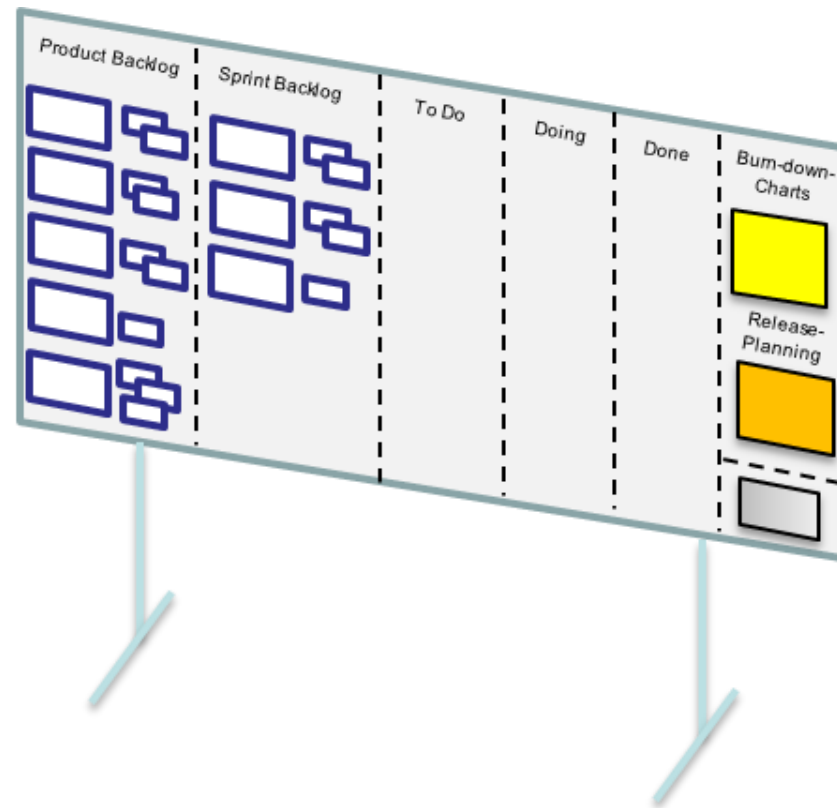 Product Backlog
Sprint Backlog
To Do
Doing
Done
Burn-down-
Charts
Release-
Planning